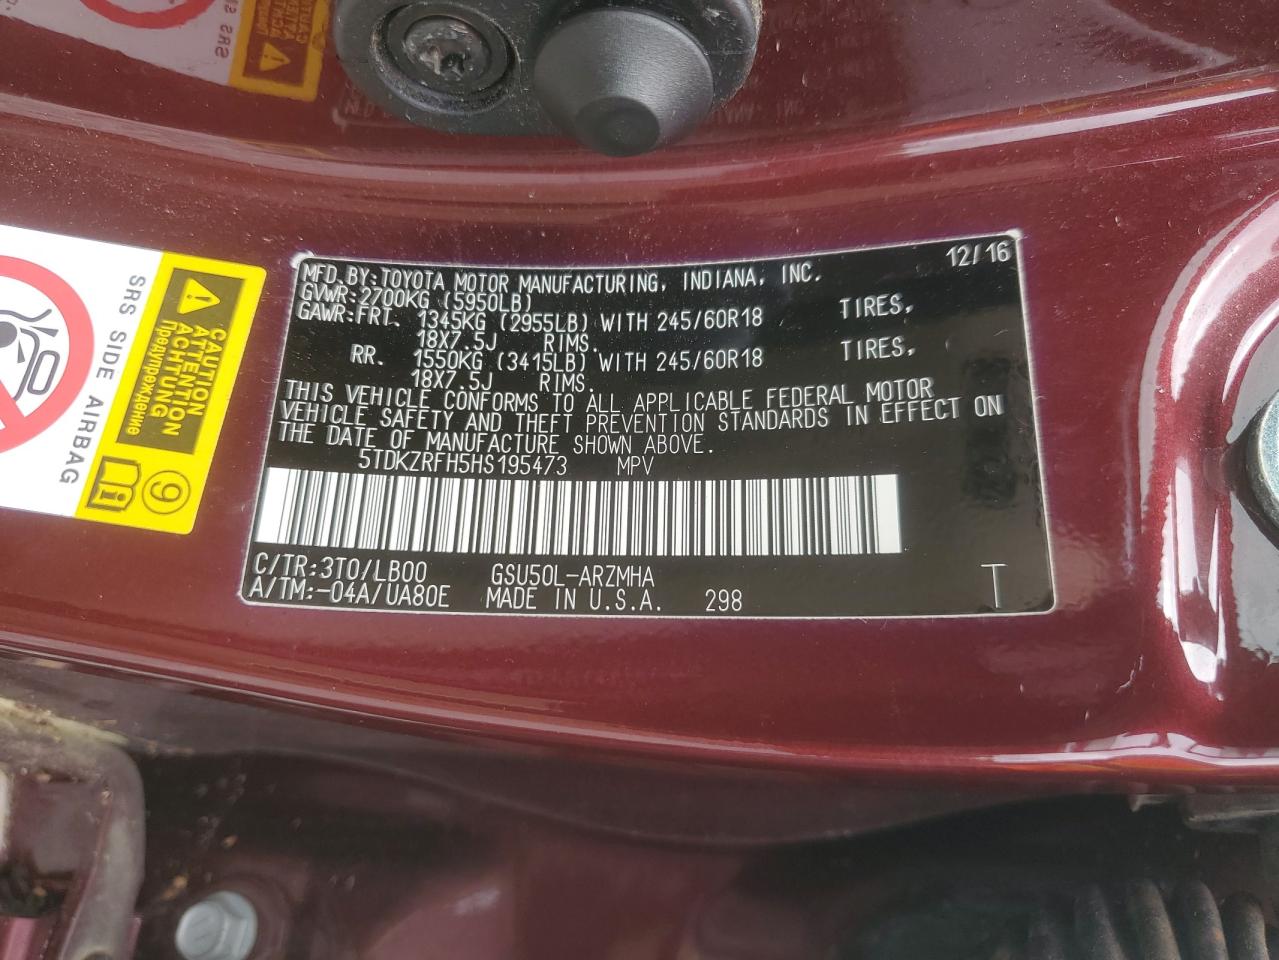 MFD. BY: TOYOTA MOTOR MANUFACTURING, INDIANA, INC. 12/16
GVWR: 2700KG (5950LB)
GAWR: FRT. 1345KG (2955LB) WITH 245/60R18 TIRES,
18X7.5J RIMS.
RR. 1550KG (3415LB) WITH 245/60R18 TIRES,
18X7.5J RIMS.
THIS VEHICLE CONFORMS TO ALL APPLICABLE FEDERAL MOTOR
VEHICLE SAFETY AND THEFT PREVENTION STANDARDS IN EFFECT ON
THE DATE OF MANUFACTURE SHOWN ABOVE.
5TDKZRFH5HS195473 MPV
C/TR: 3T0/LB00 GSU50L-ARZMHA
A/TM: -04A/UA80E MADE IN U.S.A. 298 T
SRS SIDE AIRBAG
CAUTION
ATTENTION
ACHTUNG
Предупреждение
i
6